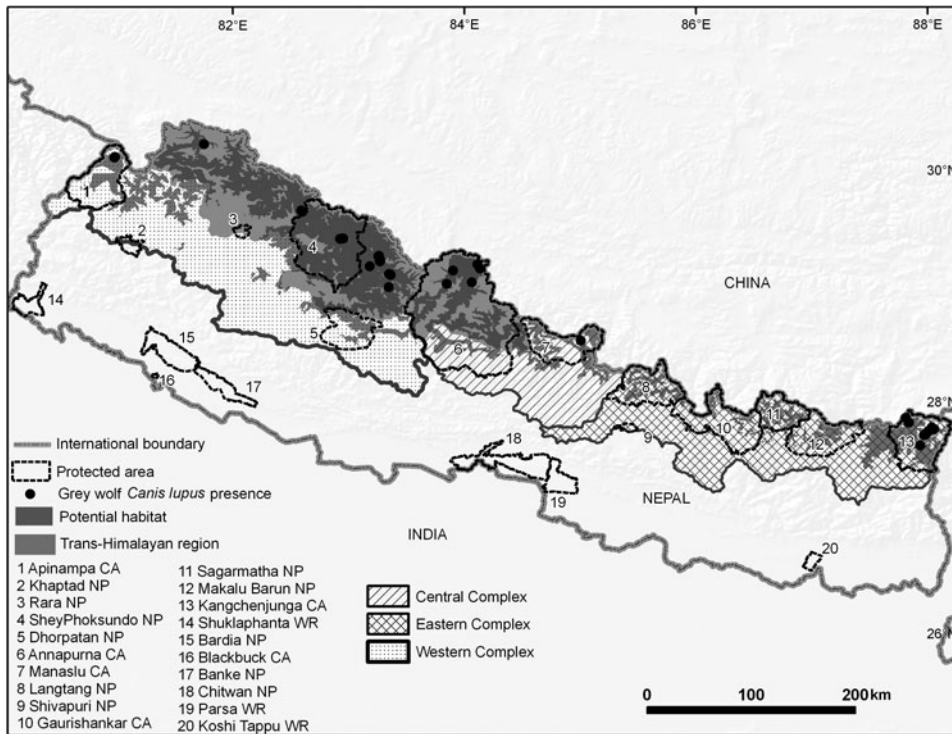 82°E 84°E 86°E 88°E
30°N
1
2
3
4
14
CHINA
5
15
6
7
16
17
28°N
8
11
10
12
13
18
9
International boundary
Protected area
19
NEPAL
Grey wolf Canis lupus presence
Potential habitat
INDIA
Trans-Himalayan region
20
1 Apinampa CA
2 Khaptad NP
3 Rara NP
4 SheyPhoksundo NP
5 Dhorpatan NP
6 Annapurna CA
7 Manaslu CA
8 Langtang NP
9 Shivapuri NP
10 Gaurishankar CA
11 Sagarmatha NP
12 Makalu Barun NP
13 Kangchenjunga CA
14 Shuklaphanta WR
15 Bardia NP
16 Blackbuck CA
17 Banke NP
18 Chitwan NP
19 Parsa WR
20 Koshi Tappu WR
Central Complex
Eastern Complex
Western Complex
0 100 200 km